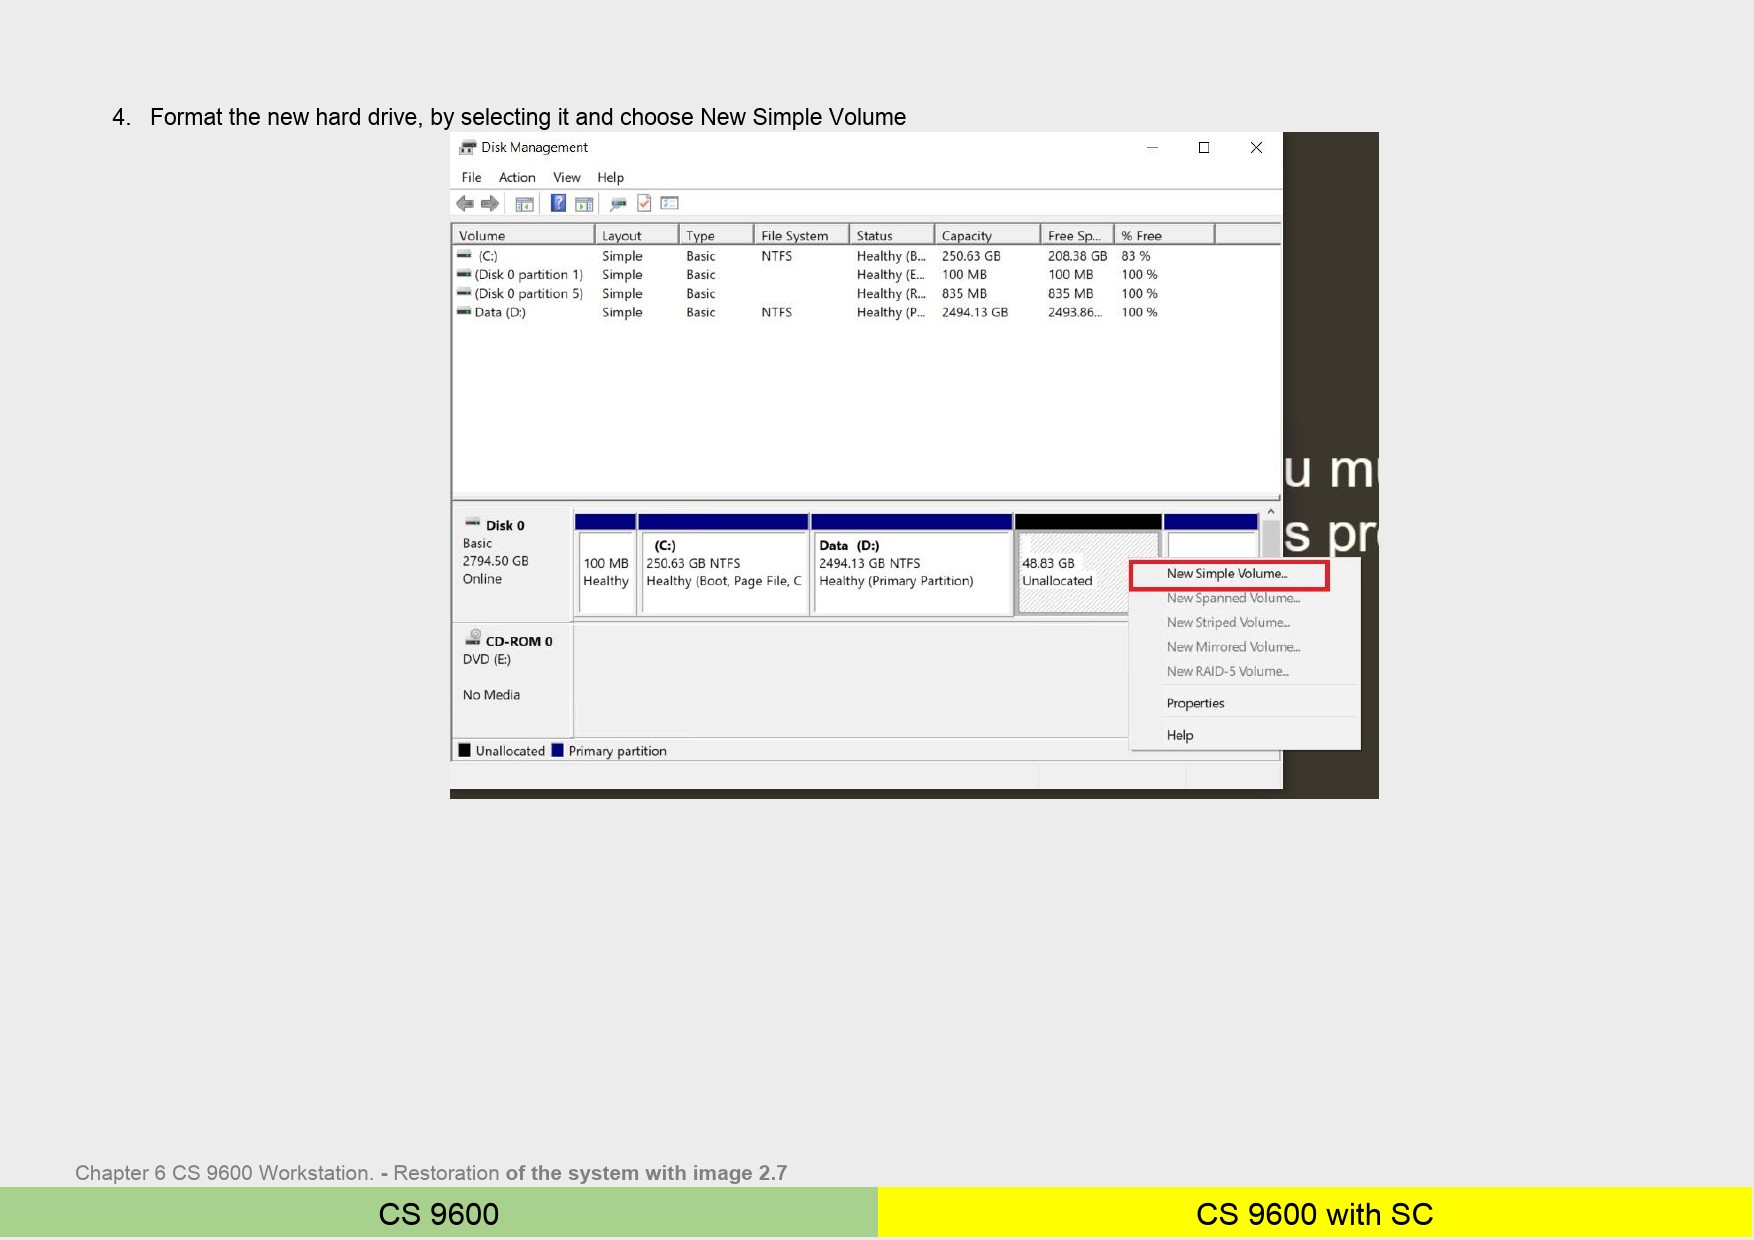 4. Format the new hard drive, by selecting it and choose New Simple Volume
Disk Management
File Action View Help
Volume Layout Type File System Status Capacity Free Sp... % Free
(C:) Simple Basic NTFS Healthy (B... 250.63 GB 208.38 GB 83 %
(Disk 0 partition 1) Simple Basic Healthy (E... 100 MB 100 MB 100 %
(Disk 0 partition 5) Simple Basic Healthy (R... 835 MB 835 MB 100 %
Data (D:) Simple Basic NTFS Healthy (P... 2494.13 GB 2493.86... 100 %
u mu
s pr
Disk 0
Basic
2794.50 GB
Online
100 MB
Healthy
(C:)
250.63 GB NTFS
Healthy (Boot, Page File, C
Data (D:)
2494.13 GB NTFS
Healthy (Primary Partition)
48.83 GB
Unallocated
New Simple Volume...
New Spanned Volume...
New Striped Volume...
New Mirrored Volume...
New RAID-5 Volume...
Properties
Help
CD-ROM 0
DVD (E:)
No Media
Unallocated Primary partition
Chapter 6 CS 9600 Workstation. - Restoration of the system with image 2.7
CS 9600
CS 9600 with SC